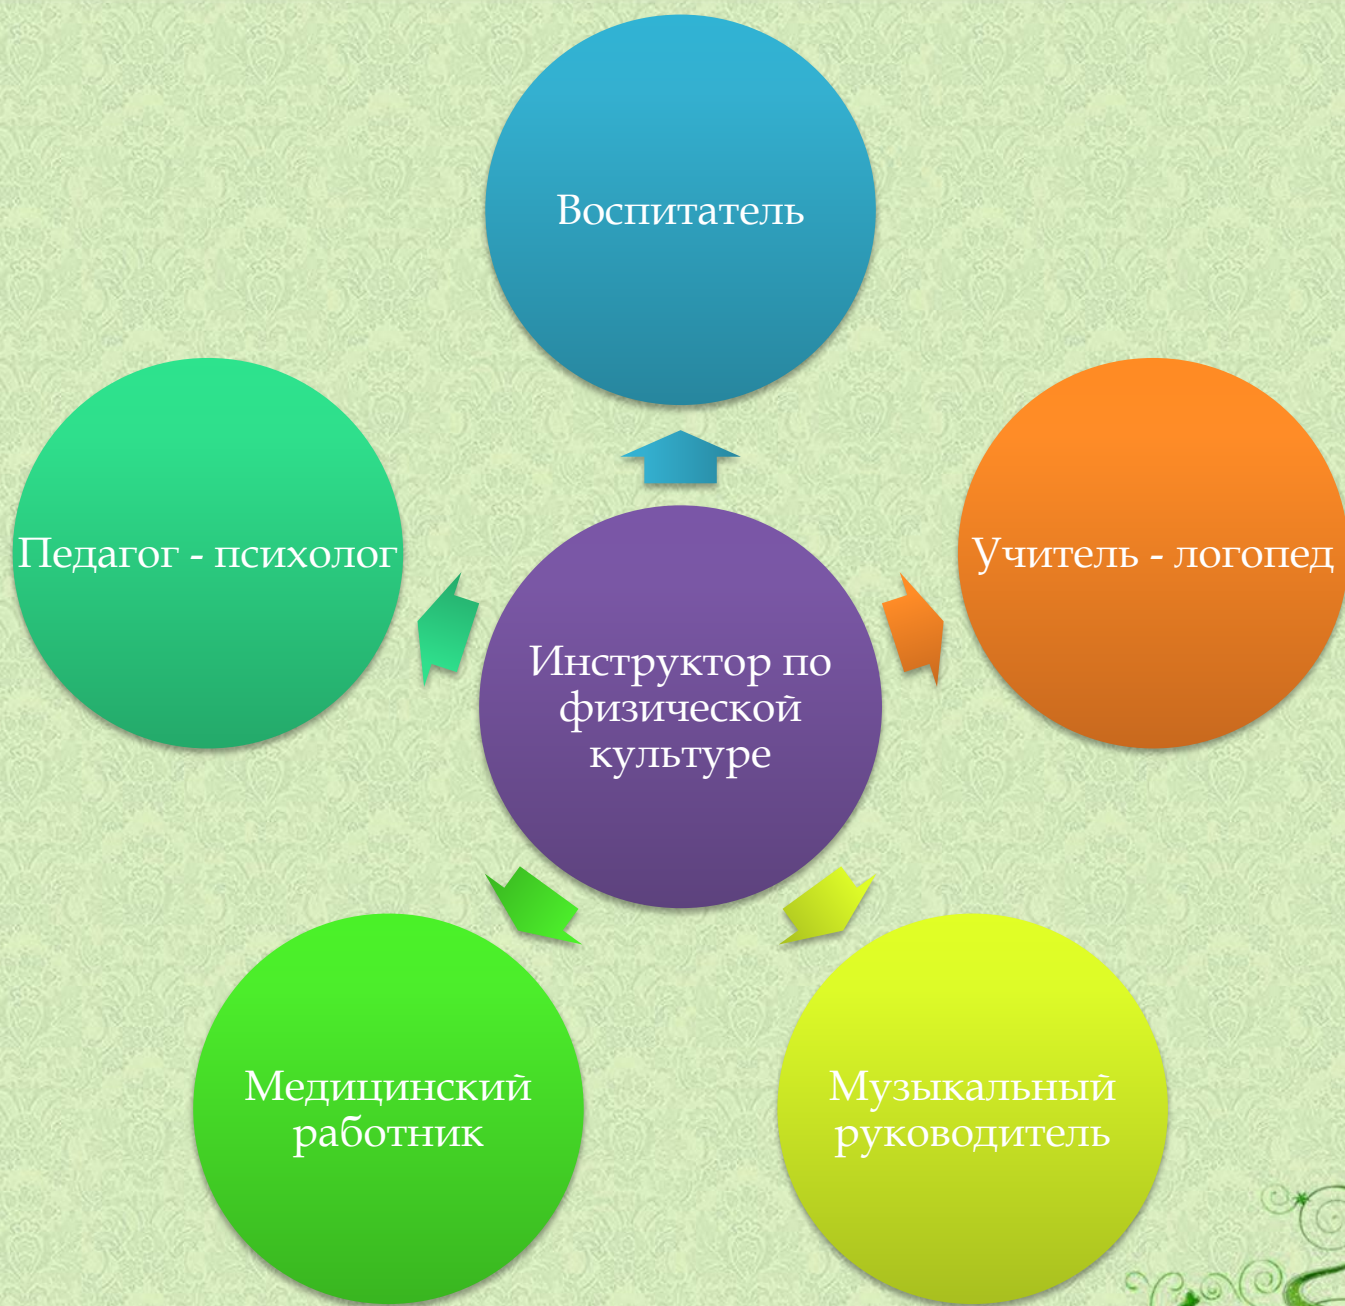 Воспитатель
Педагог - психолог
Учитель - логопед
Инструктор по
физической
культуре
Медицинский
работник
Музыкальный
руководитель